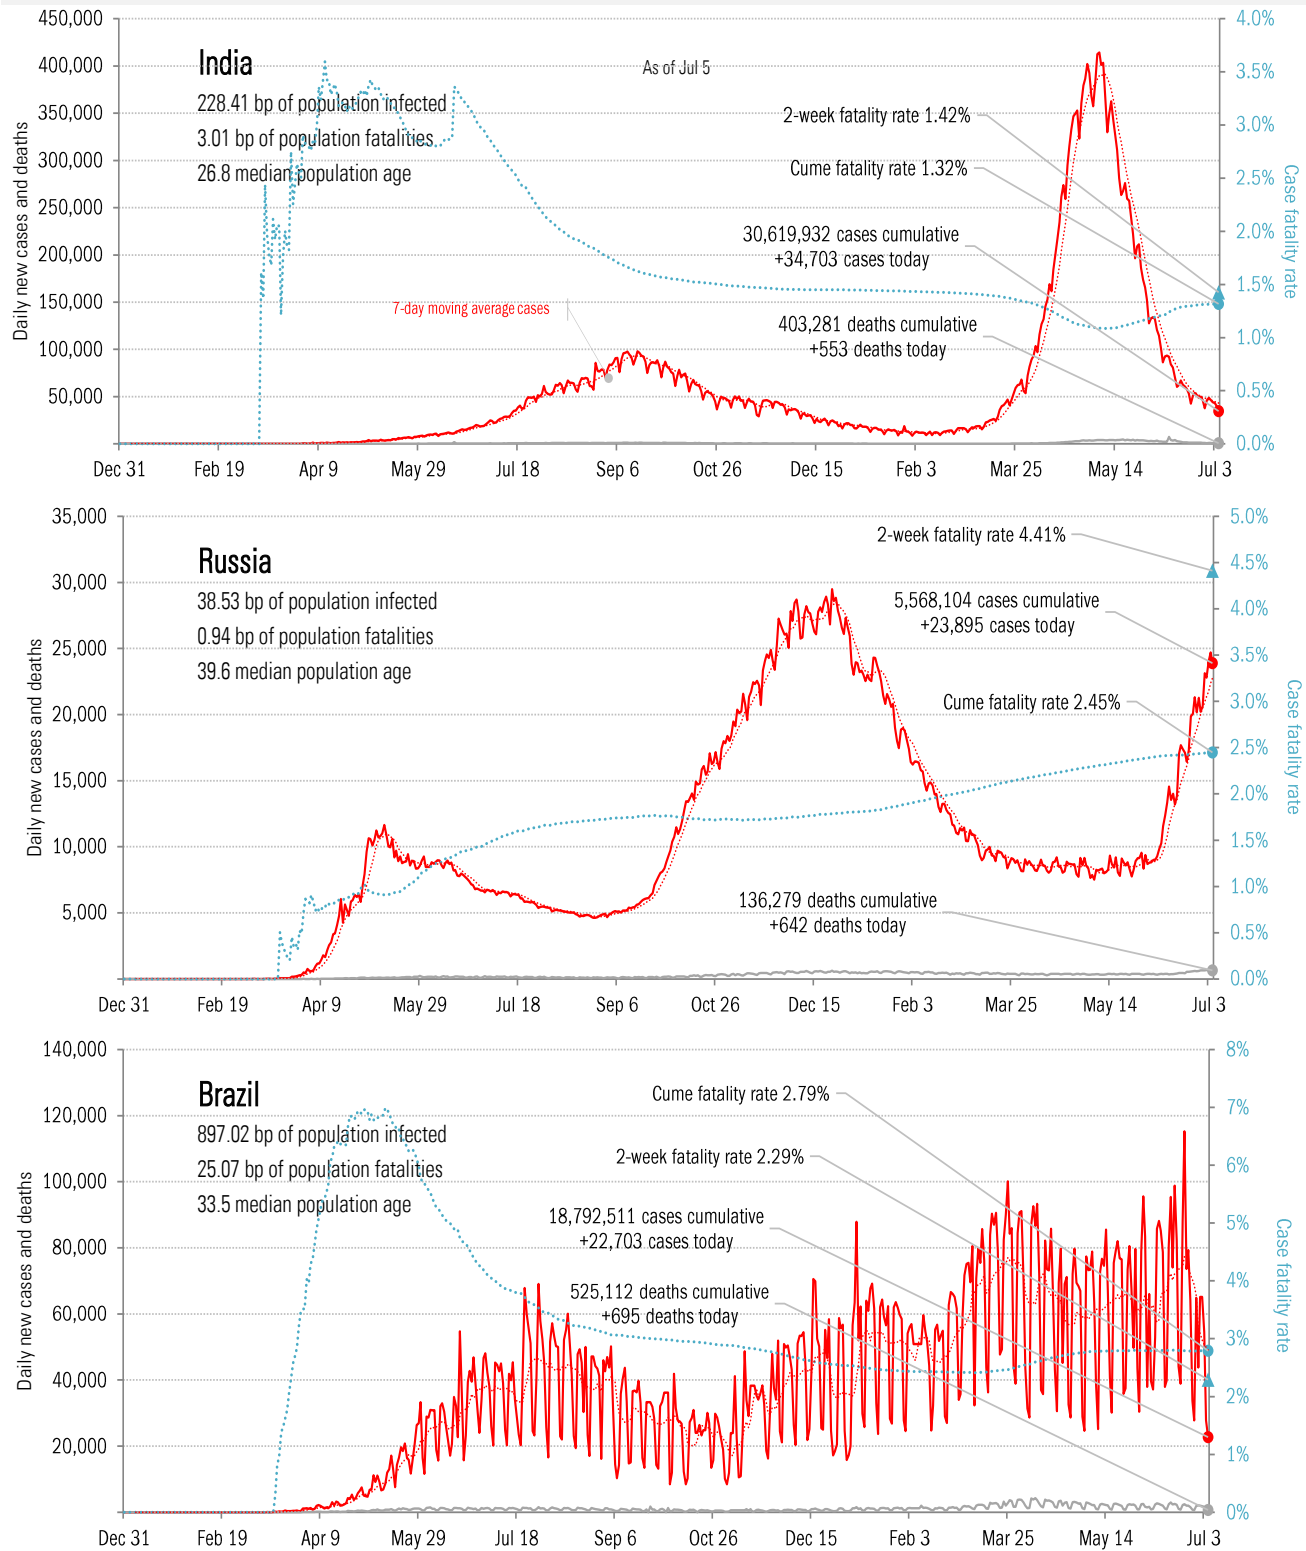 450,000
400,000
350,000
300,000
250,000
200,000
150,000
100,000
50,000
Daily new cases and deaths
India
228.41 bp of population infected
3.01 bp of population fatalities
26.8 median population age
As of Jul 5
2-week fatality rate 1.42%
Cume fatality rate 1.32%
30,619,932 cases cumulative
+34,703 cases today
7-day moving average cases
403,281 deaths cumulative
+553 deaths today
4.0%
3.5%
3.0%
2.5%
2.0%
1.5%
1.0%
0.5%
0.0%
Case fatality rate
Dec 31 Feb 19 Apr 9 May 29 Jul 18 Sep 6 Oct 26 Dec 15 Feb 3 Mar 25 May 14 Jul 3
35,000
30,000
25,000
20,000
15,000
10,000
5,000
Daily new cases and deaths
Russia
38.53 bp of population infected
0.94 bp of population fatalities
39.6 median population age
2-week fatality rate 4.41%
5,568,104 cases cumulative
+23,895 cases today
Cume fatality rate 2.45%
136,279 deaths cumulative
+642 deaths today
5.0%
4.5%
4.0%
3.5%
3.0%
2.5%
2.0%
1.5%
1.0%
0.5%
0.0%
Case fatality rate
Dec 31 Feb 19 Apr 9 May 29 Jul 18 Sep 6 Oct 26 Dec 15 Feb 3 Mar 25 May 14 Jul 3
140,000
120,000
100,000
80,000
60,000
40,000
20,000
Daily new cases and deaths
Brazil
897.02 bp of population infected
25.07 bp of population fatalities
33.5 median population age
Cume fatality rate 2.79%
2-week fatality rate 2.29%
18,792,511 cases cumulative
+22,703 cases today
525,112 deaths cumulative
+695 deaths today
8%
7%
6%
5%
4%
3%
2%
1%
0%
Case fatality rate
Dec 31 Feb 19 Apr 9 May 29 Jul 18 Sep 6 Oct 26 Dec 15 Feb 3 Mar 25 May 14 Jul 3